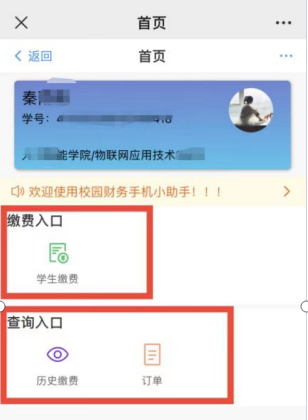 首页
返回
首页
秦
学号：
能学院/物联网应用技术
欢迎使用校园财务手机小助手！！！
缴费入口
学生缴费
查询入口
历史缴费 订单